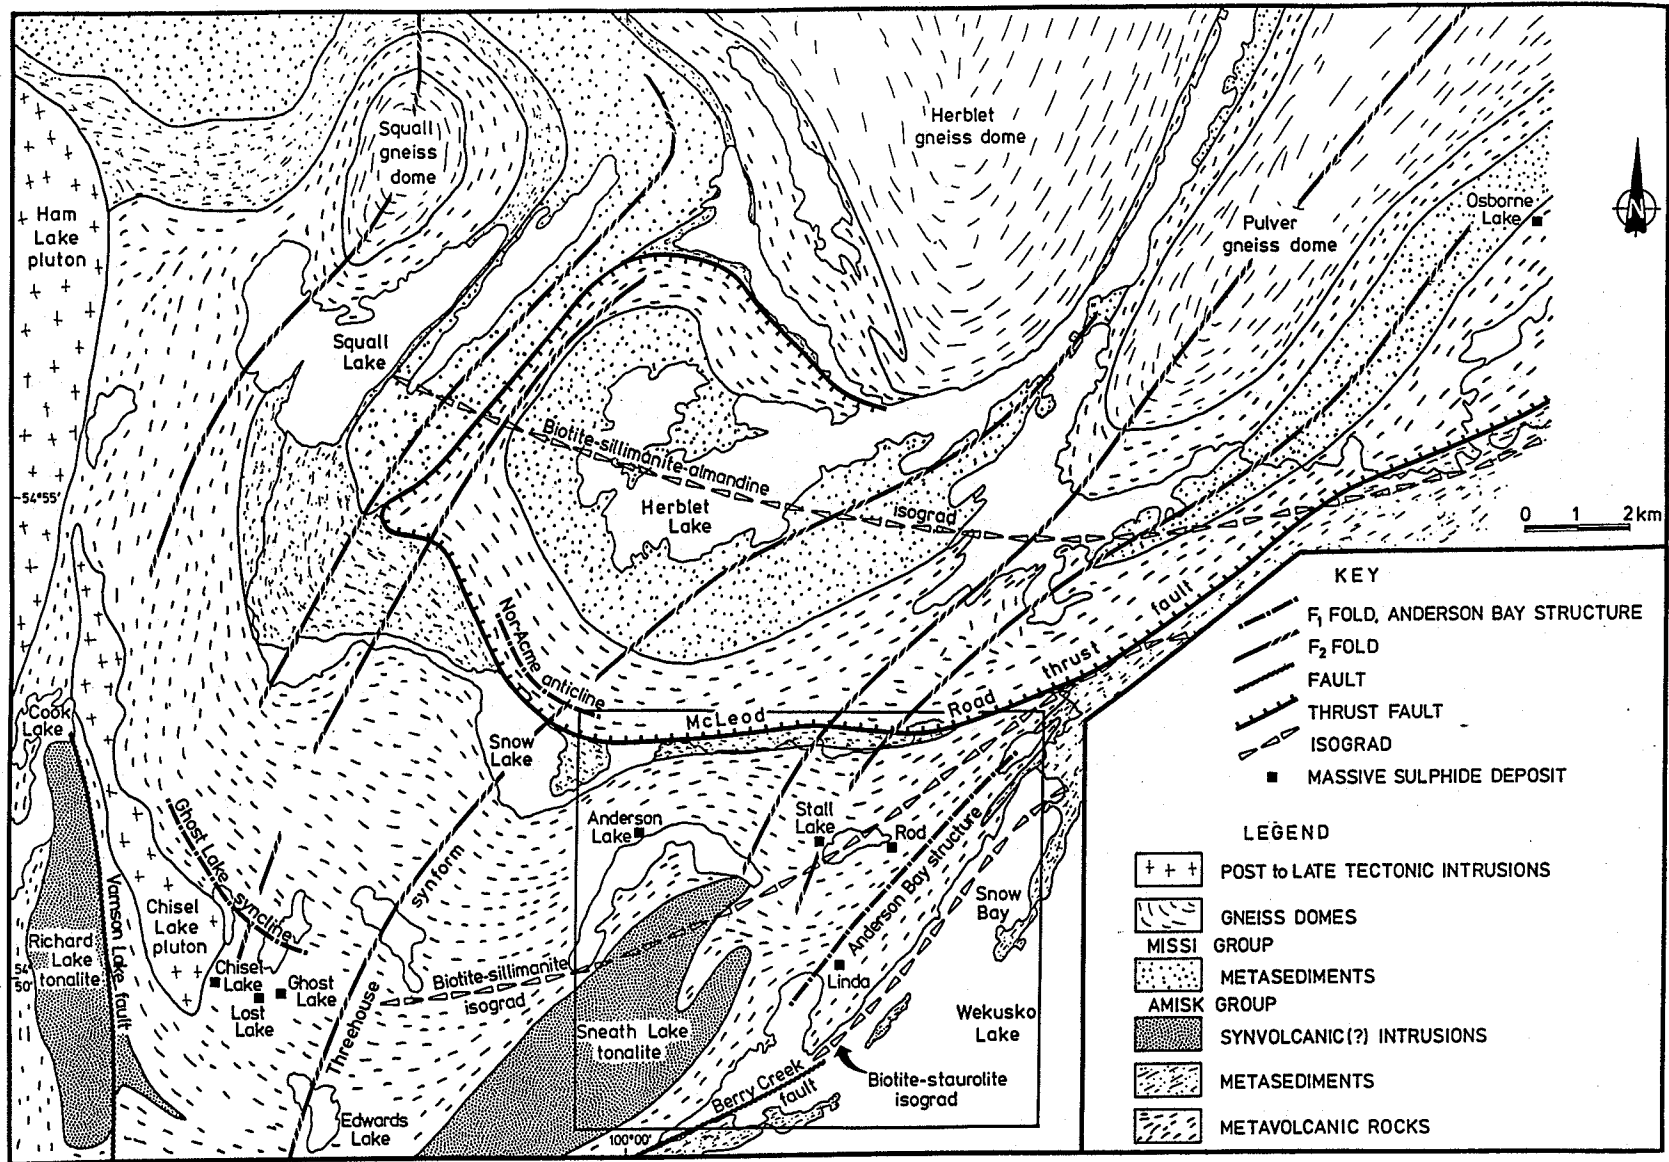 Squall
gneiss
dome
Herblet
gneiss dome
Ham
Lake
pluton
Osborne
Lake
N
Pulver
gneiss dome
Squall
Lake
Biotite-sillimanite-almandine
isograd
54°55'
Herblet
Lake
0 1 2 km
Nor-Acme
anticline
McLeod Road thrust fault
Cook
Lake
Snow
Lake
Ghost Lake syncline
Anderson
Lake
Stall
Lake
Rod
Anderson Bay structure
Snow
Bay
Threehouse synform
Varnson Lake fault
Chisel
Lake
pluton
Richard
Lake
tonalite
54°
50'
Chisel
Lake
Ghost
Lake
Lost
Lake
Biotite-sillimanite
isograd
Linda
Sneath Lake
tonalite
Wekusko
Lake
Berry Creek
fault
Biotite-staurolite
isograd
Edwards
Lake
100°00'
KEY
F1 FOLD, ANDERSON BAY STRUCTURE
F2 FOLD
FAULT
THRUST FAULT
ISOGRAD
MASSIVE SULPHIDE DEPOSIT
LEGEND
POST to LATE TECTONIC INTRUSIONS
GNEISS DOMES
MISSI GROUP
METASEDIMENTS
AMISK GROUP
SYNVOLCANIC(?) INTRUSIONS
METASEDIMENTS
METAVOLCANIC ROCKS